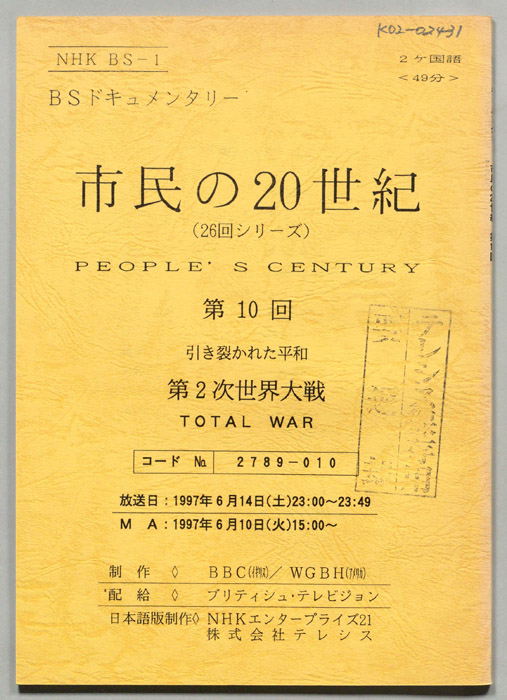 K02-02431
NHK BS-1
2ヶ国語
<49分>
BSドキュメンタリー
市民の20世紀
(26回シリーズ)
PEOPLE'S CENTURY
第10回
引き裂かれた平和
第2次世界大戦
TOTAL WAR
コード № 2789-010
放送日:1997年6月14日(土)23:00~23:49
MA:1997年6月10日(火)15:00~
制作◇ BBC(イギリス)/WGBH(アメリカ)
配給◇ ブリティシュ・テレビジョン
日本語版制作◇NHKエンタープライズ21
株式会社テレシス